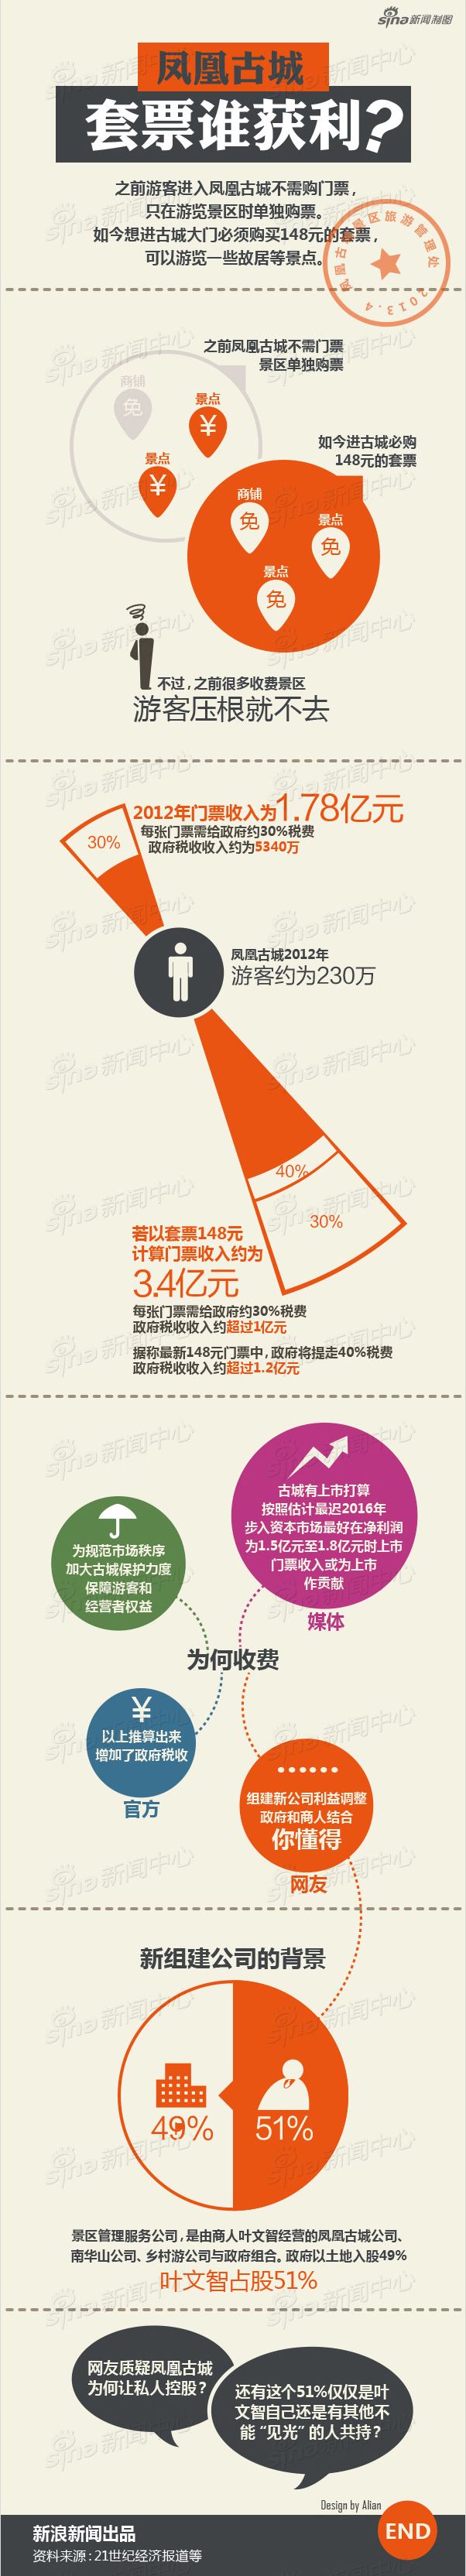 sina新闻制图
凤凰古城
套票谁获利?
之前游客进入凤凰古城不需购门票，
只在游览景区时单独购票。
如今想进古城大门必须购买148元的套票，
可以游览一些故居等景点。
凤凰古城景区旅游管理处
2013.4
之前凤凰古城不需门票
景区单独购票
商铺
免
景点
¥
景点
¥
如今进古城必购
148元的套票
商铺
免
景点
免
景点
免
不过，之前很多收费景区
游客压根就不去
2012年门票收入为1.78亿元
30%
每张门票需给政府约30%税费
政府税收收入约为5340万
凤凰古城2012年
游客约为230万
40%
30%
若以套票148元
计算门票收入约为
3.4亿元
每张门票需给政府约30%税费
政府税收收入约超过1亿元
据称最新148元门票中，政府将提走40%税费
政府税收收入约超过1.2亿元
古城有上市打算
按照估计最迟2016年
步入资本市场最好在净利润
为1.5亿元至1.8亿元时上市
门票收入或为上市
作贡献
媒体
为规范市场秩序
加大古城保护力度
保障游客和
经营者权益
为何收费
¥
以上推算出来
增加了政府税收
官方
······
组建新公司利益调整
政府和商人结合
你懂得
网友
新组建公司的背景
49%
51%
景区管理服务公司，是由商人叶文智经营的凤凰古城公司、
南华山公司、乡村游公司与政府组合。政府以土地入股49%
叶文智占股51%
网友质疑凤凰古城
为何让私人控股？
还有这个51%仅仅是叶
文智自己还是有其他不
能“见光”的人共持？
Design by Alian
END
新浪新闻出品
资料来源：21世纪经济报道等
sina新闻中心